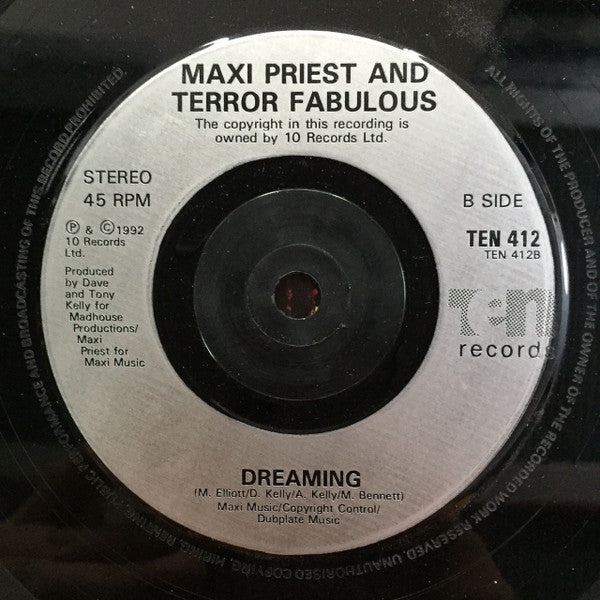 MAXI PRIEST AND
TERROR FABULOUS
The copyright in this recording is
owned by 10 Records Ltd.
STEREO
45 RPM
B SIDE
Ⓟ & ©1992
10 Records
Ltd.
TEN 412
TEN 412B
Produced
by Dave
and Tony
Kelly for
Madhouse
Productions/
Maxi
Priest for
Maxi Music
ten
records
DREAMING
(M. Elliott/D. Kelly/A. Kelly/M. Bennett)
Maxi Music/Copyright Control/
Dubplate Music
ALL RIGHTS OF THE PRODUCER AND OF THE OWNER OF THE RECORDED WORK RESERVED UNAUTHORISED COPYING, HIRING, RENTING, PUBLIC PERFORMANCE AND BROADCASTING OF THIS RECORD PROHIBITED.